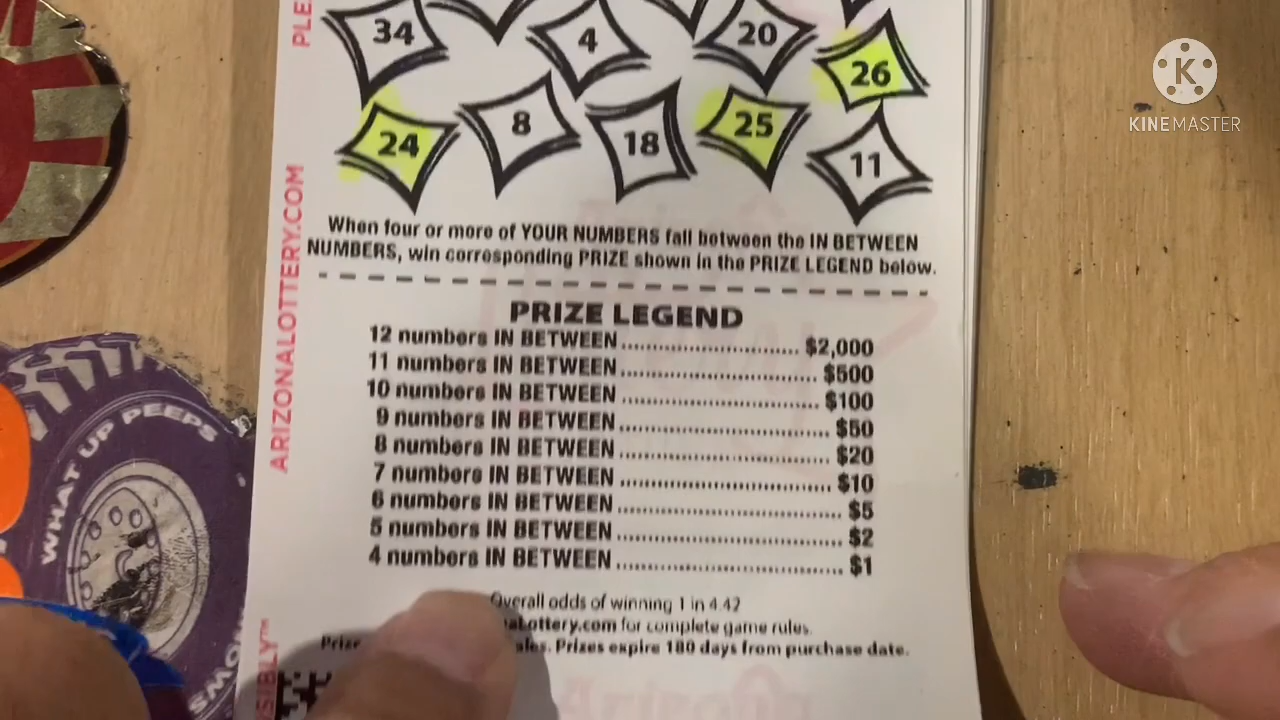 34
4
20
26
24
8
18
25
11
When four or more of YOUR NUMBERS fall between the IN BETWEEN
NUMBERS, win corresponding PRIZE shown in the PRIZE LEGEND below.
PRIZE LEGEND
12 numbers IN BETWEEN ............................ $2,000
11 numbers IN BETWEEN ................................ $500
10 numbers IN BETWEEN ................................ $100
9 numbers IN BETWEEN ................................. $50
8 numbers IN BETWEEN ................................. $20
7 numbers IN BETWEEN ................................. $10
6 numbers IN BETWEEN ................................... $5
5 numbers IN BETWEEN ................................... $2
4 numbers IN BETWEEN ................................... $1
Overall odds of winning 1 in 4.42
Lottery.com for complete game rules.
Prizes expire 180 days from purchase date.
ARIZONALOTTERY.COM
WHAT UP PEEPS
KINEMASTER